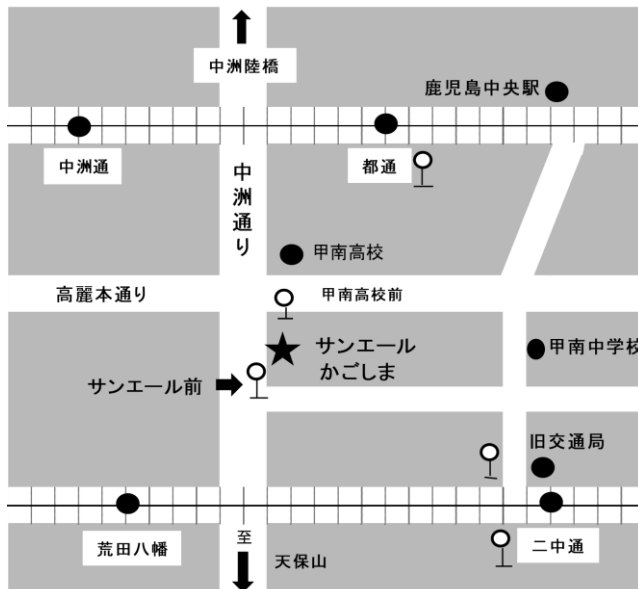 中洲陸橋
鹿児島中央駅
中洲通
都通
中洲通り
甲南高校
高麗本通り
甲南高校前
サンエール
かごしま
甲南中学校
サンエール前
旧交通局
荒田八幡
至
天保山
二中通